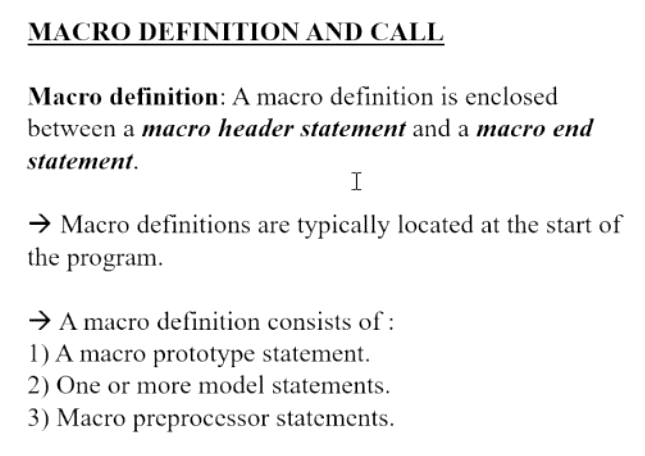 MACRO DEFINITION AND CALL
Macro definition: A macro definition is enclosed
between a macro header statement and a macro end
statement.
→ Macro definitions are typically located at the start of
the program.
→ A macro definition consists of :
1) A macro prototype statement.
2) One or more model statements.
3) Macro preprocessor statements.